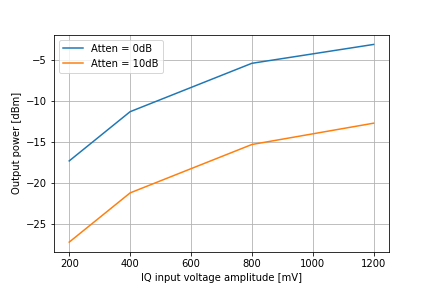 Atten = 0dB
Atten = 10dB
Output power [dBm]
−5
−10
−15
−20
−25
200 400 600 800 1000 1200
IQ input voltage amplitude [mV]